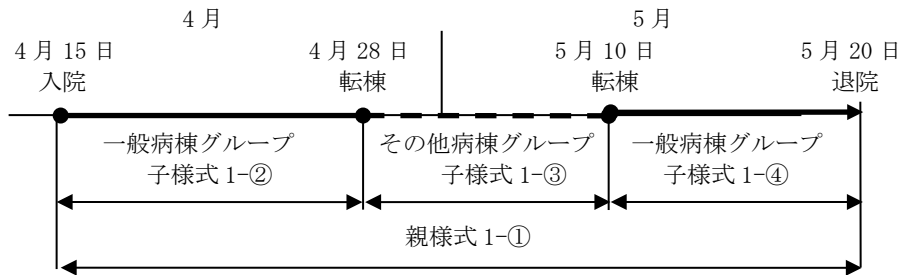 4月 5月
4月15日 4月28日 5月10日 5月20日
入院 転棟 転棟 退院
一般病棟グループ その他病棟グループ 一般病棟グループ
子様式1-② 子様式1-③ 子様式1-④
親様式1-①